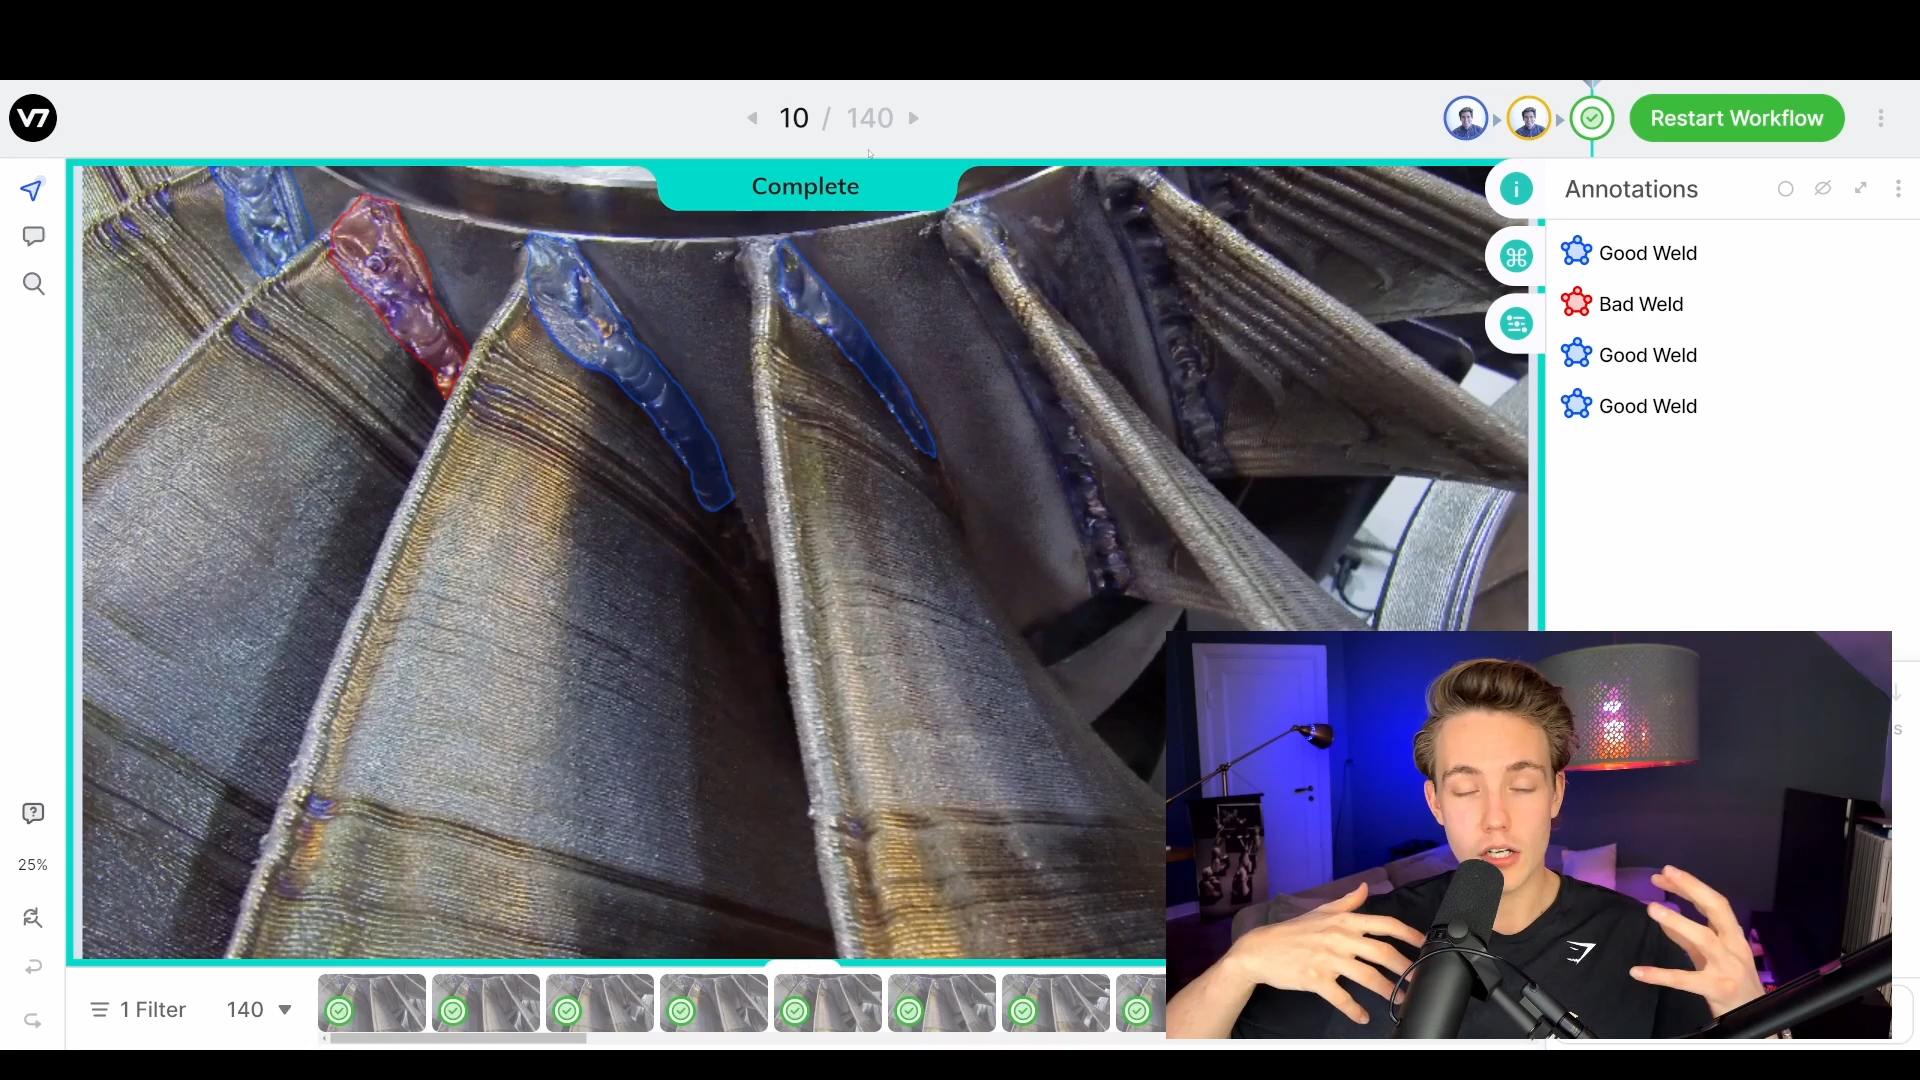 V7
10 / 140
Restart Workflow
Complete
Annotations
Good Weld
Bad Weld
Good Weld
Good Weld
25%
1 Filter
140
s